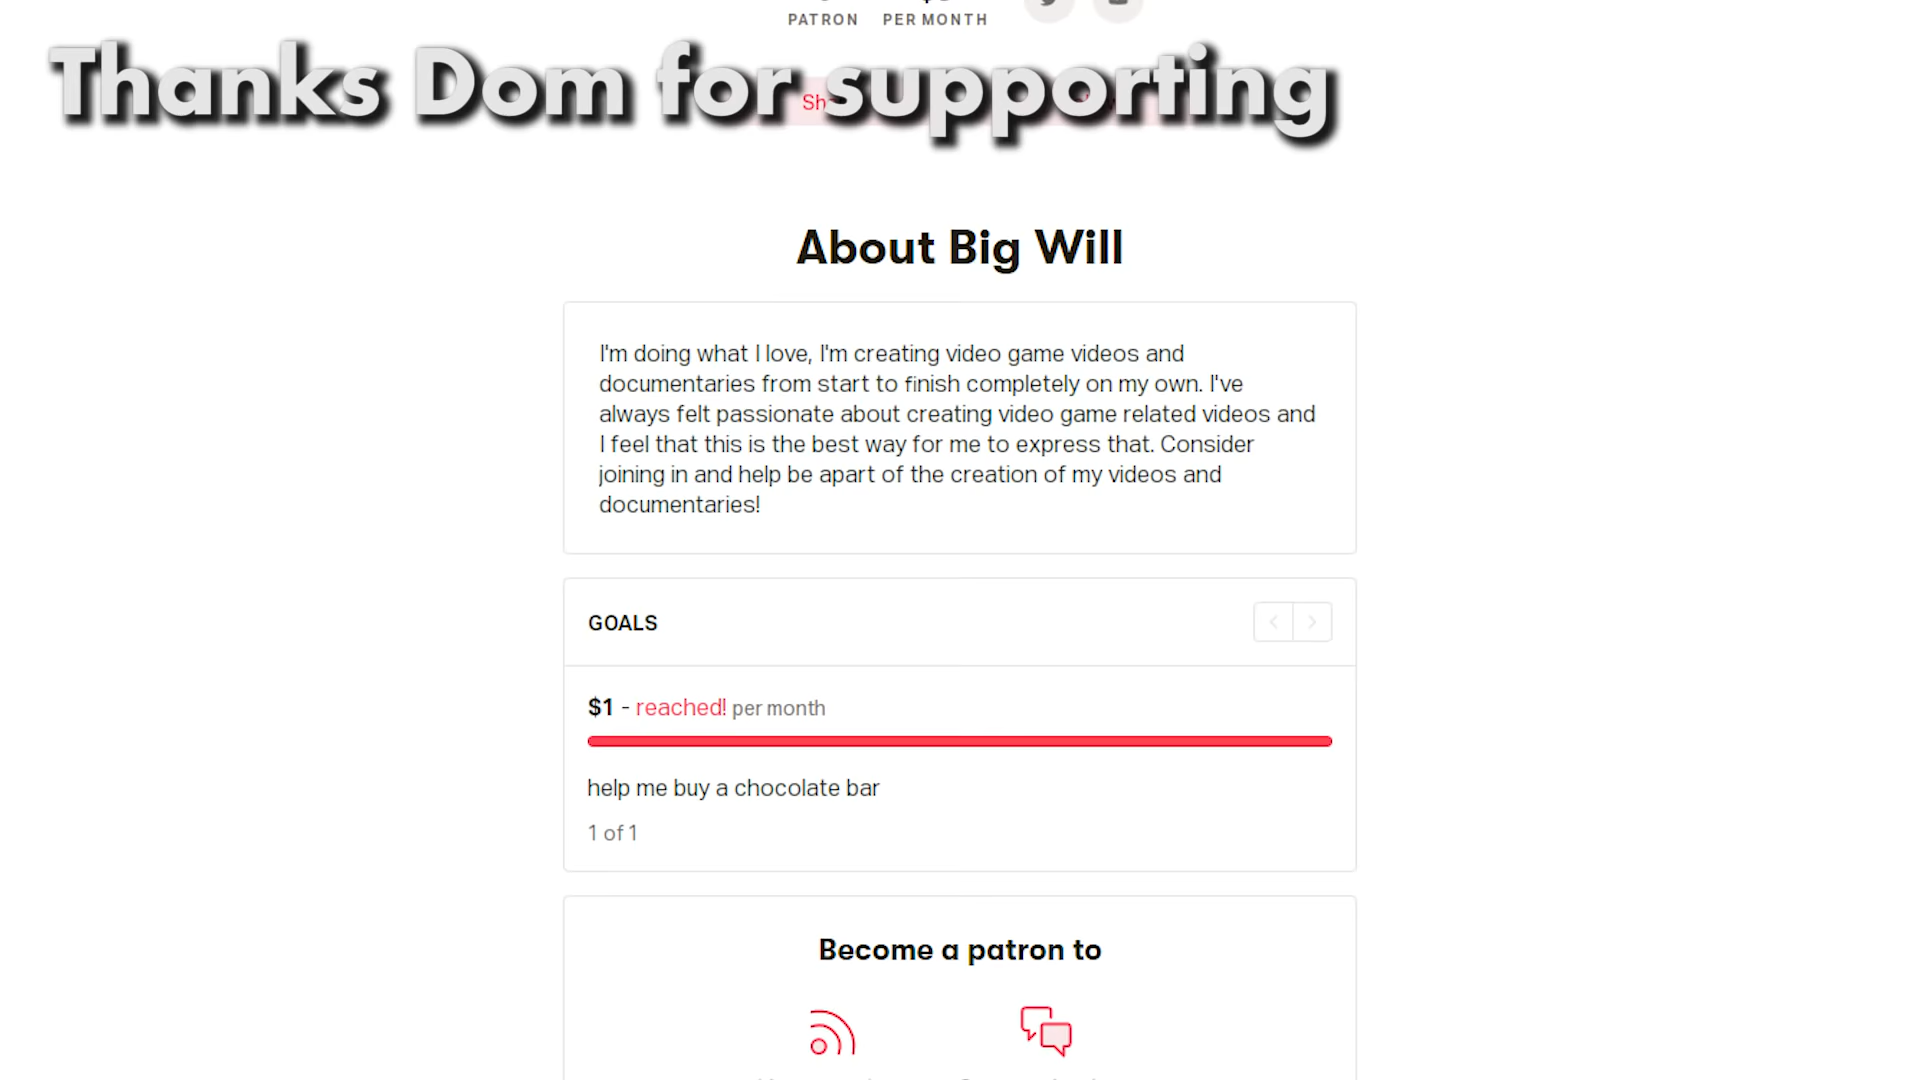 PATRON PER MONTH
Thanks Dom for supporting
Sh
About Big Will
I'm doing what I love, I'm creating video game videos and
documentaries from start to finish completely on my own. I've
always felt passionate about creating video game related videos and
I feel that this is the best way for me to express that. Consider
joining in and help be apart of the creation of my videos and
documentaries!
GOALS
$1 - reached! per month
help me buy a chocolate bar
1 of 1
Become a patron to